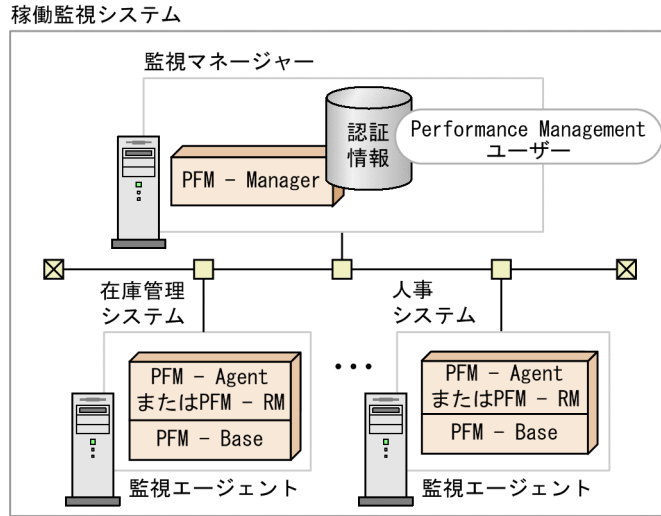 稼働監視システム
監視マネージャー
認証
情報
Performance Management
ユーザー
PFM - Manager
在庫管理
システム
人事
システム
PFM - Agent
またはPFM - RM
PFM - Base
・・・
PFM - Agent
またはPFM - RM
PFM - Base
監視エージェント
監視エージェント